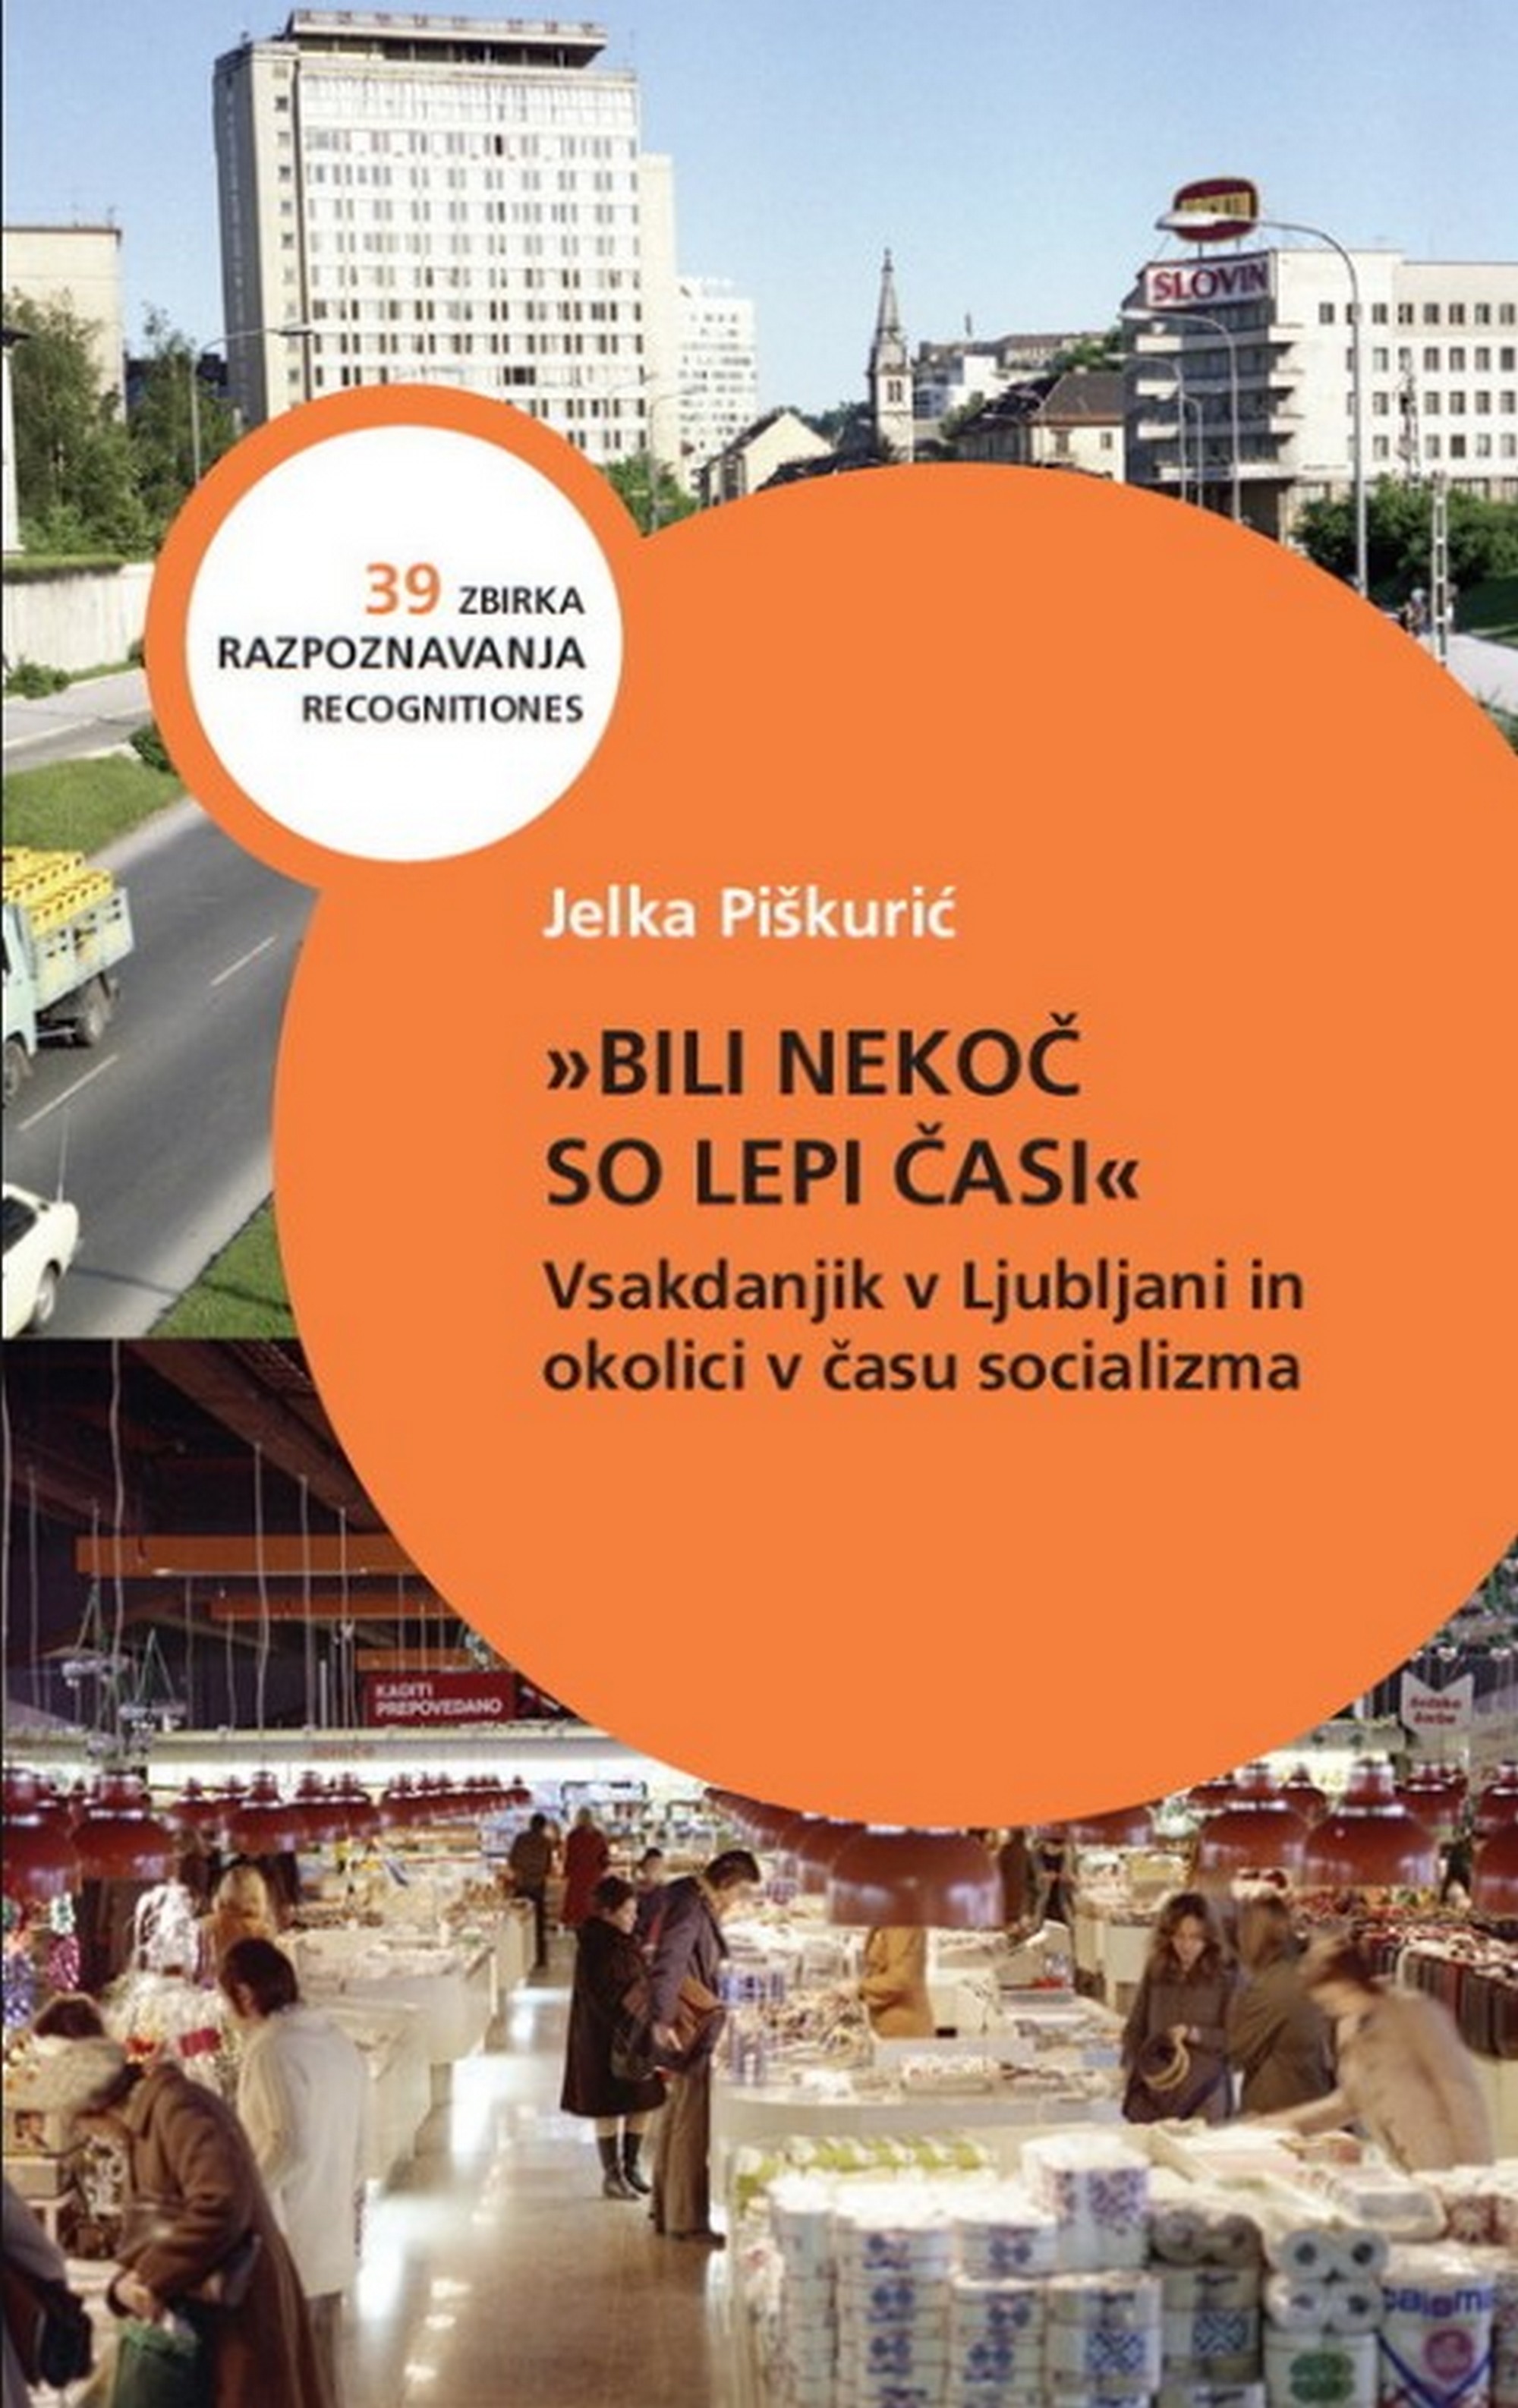 SLOVIN
39 ZBIRKA
RAZPOZNAVANJA
RECOGNITIONES
Jelka Piškurić
»BILI NEKOČ
SO LEPI ČASI«
Vsakdanjik v Ljubljani in
okolici v času socializma
KADITI
PREPOVEDANO